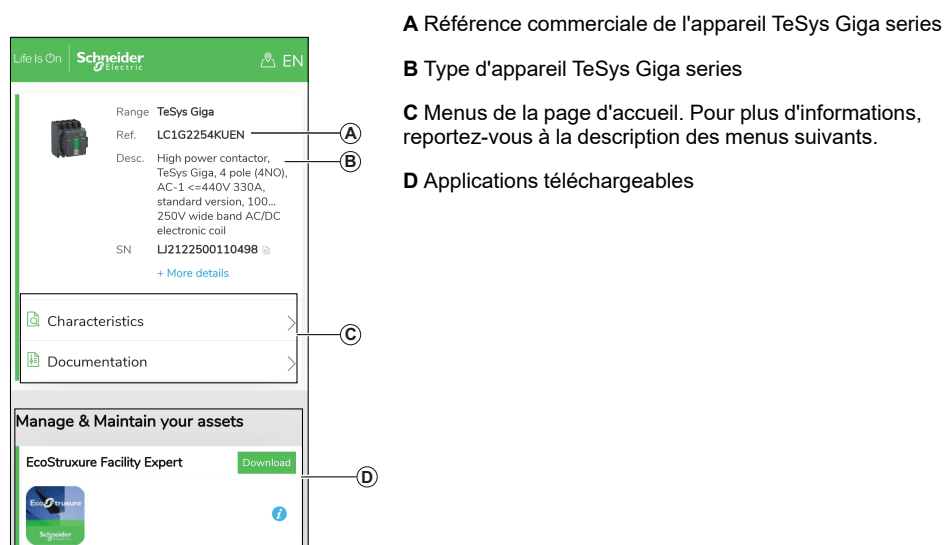 Life Is On | Schneider Electric
EN
Range TeSys Giga
Ref. LC1G2254KUEN
A
Desc. High power contactor,
B
TeSys Giga, 4 pole (4NO),
AC-1 <=440V 330A,
standard version, 100...
250V wide band AC/DC
electronic coil
SN LJ2122500110498
+ More details
Characteristics
C
Documentation
Manage & Maintain your assets
EcoStruxure Facility Expert
Download
D
EcoStruxure
i
Schneider
A Référence commerciale de l'appareil TeSys Giga series
B Type d'appareil TeSys Giga series
C Menus de la page d'accueil. Pour plus d'informations,
reportez-vous à la description des menus suivants.
D Applications téléchargeables